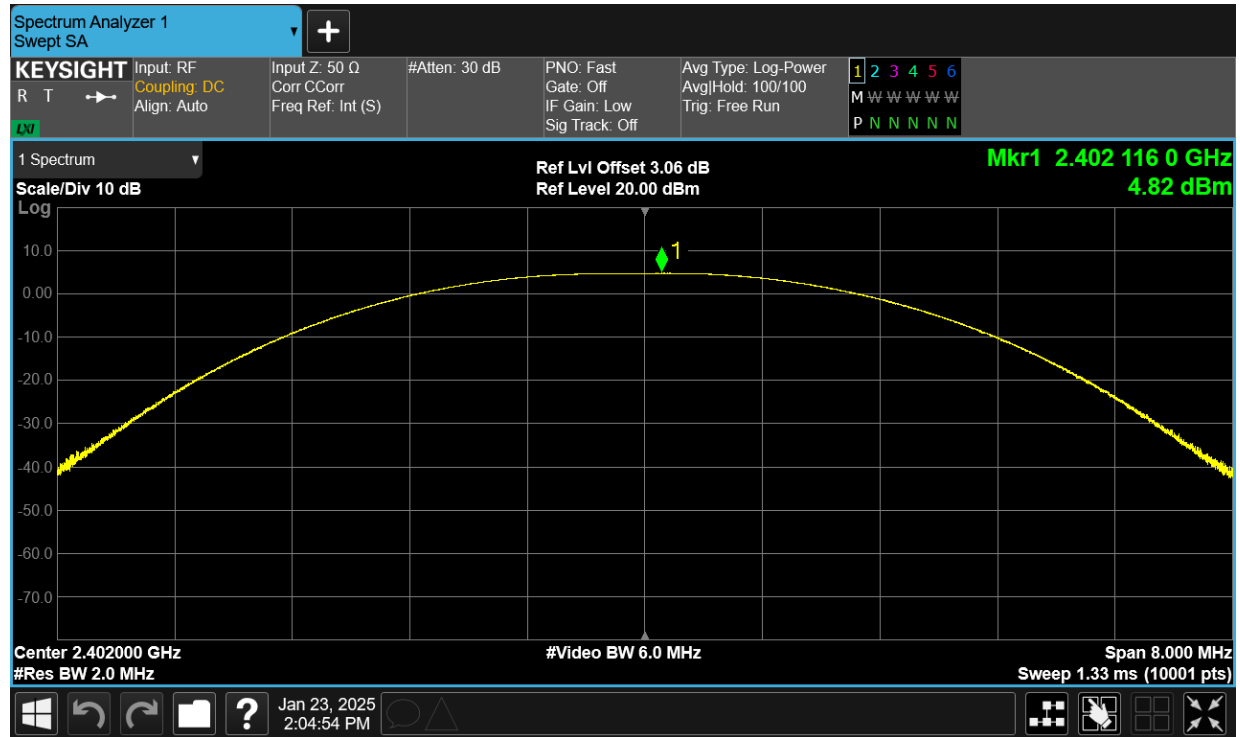 Spectrum Analyzer 1
Swept SA
KEYSIGHT
R T
LXI
Input: RF
Coupling: DC
Align: Auto
Input Z: 50 Ω
Corr CCorr
Freq Ref: Int (S)
#Atten: 30 dB
PNO: Fast
Gate: Off
IF Gain: Low
Sig Track: Off
Avg Type: Log-Power
Avg|Hold: 100/100
Trig: Free Run
1 2 3 4 5 6
M W W W W W
P N N N N N
1 Spectrum
Scale/Div 10 dB
Log
Ref Lvl Offset 3.06 dB
Ref Level 20.00 dBm
Mkr1 2.402 116 0 GHz
4.82 dBm
1
10.0
0.00
-10.0
-20.0
-30.0
-40.0
-50.0
-60.0
-70.0
Center 2.402000 GHz
#Video BW 6.0 MHz
Span 8.000 MHz
#Res BW 2.0 MHz
Sweep 1.33 ms (10001 pts)
?
Jan 23, 2025
2:04:54 PM